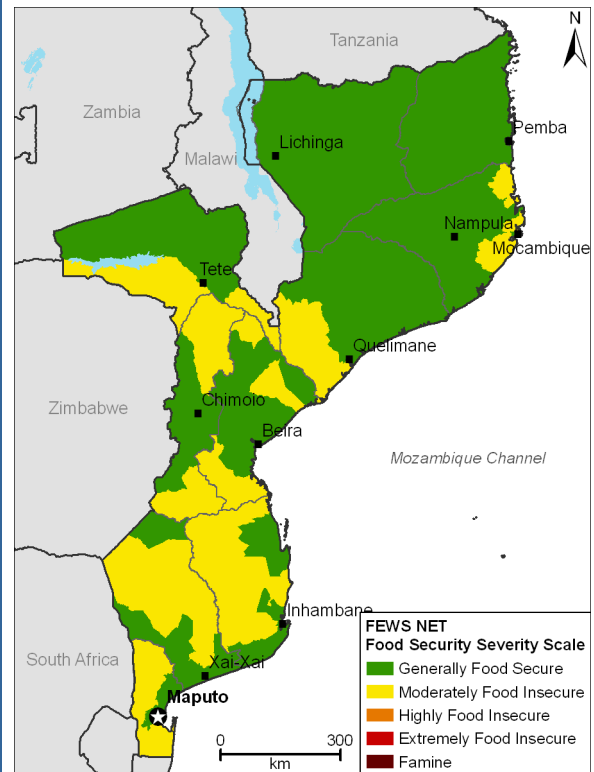 N
Tanzania
Zambia
Pemba
Lichinga
Malawi
Nampula
Mocambique
Tete
Quelimane
Chimoio
Zimbabwe
Beira
Mozambique Channel
Inhambane
South Africa
Xai-Xai
Maputo
0 300
km
FEWS NET
Food Security Severity Scale
Generally Food Secure
Moderately Food Insecure
Highly Food Insecure
Extremely Food Insecure
Famine